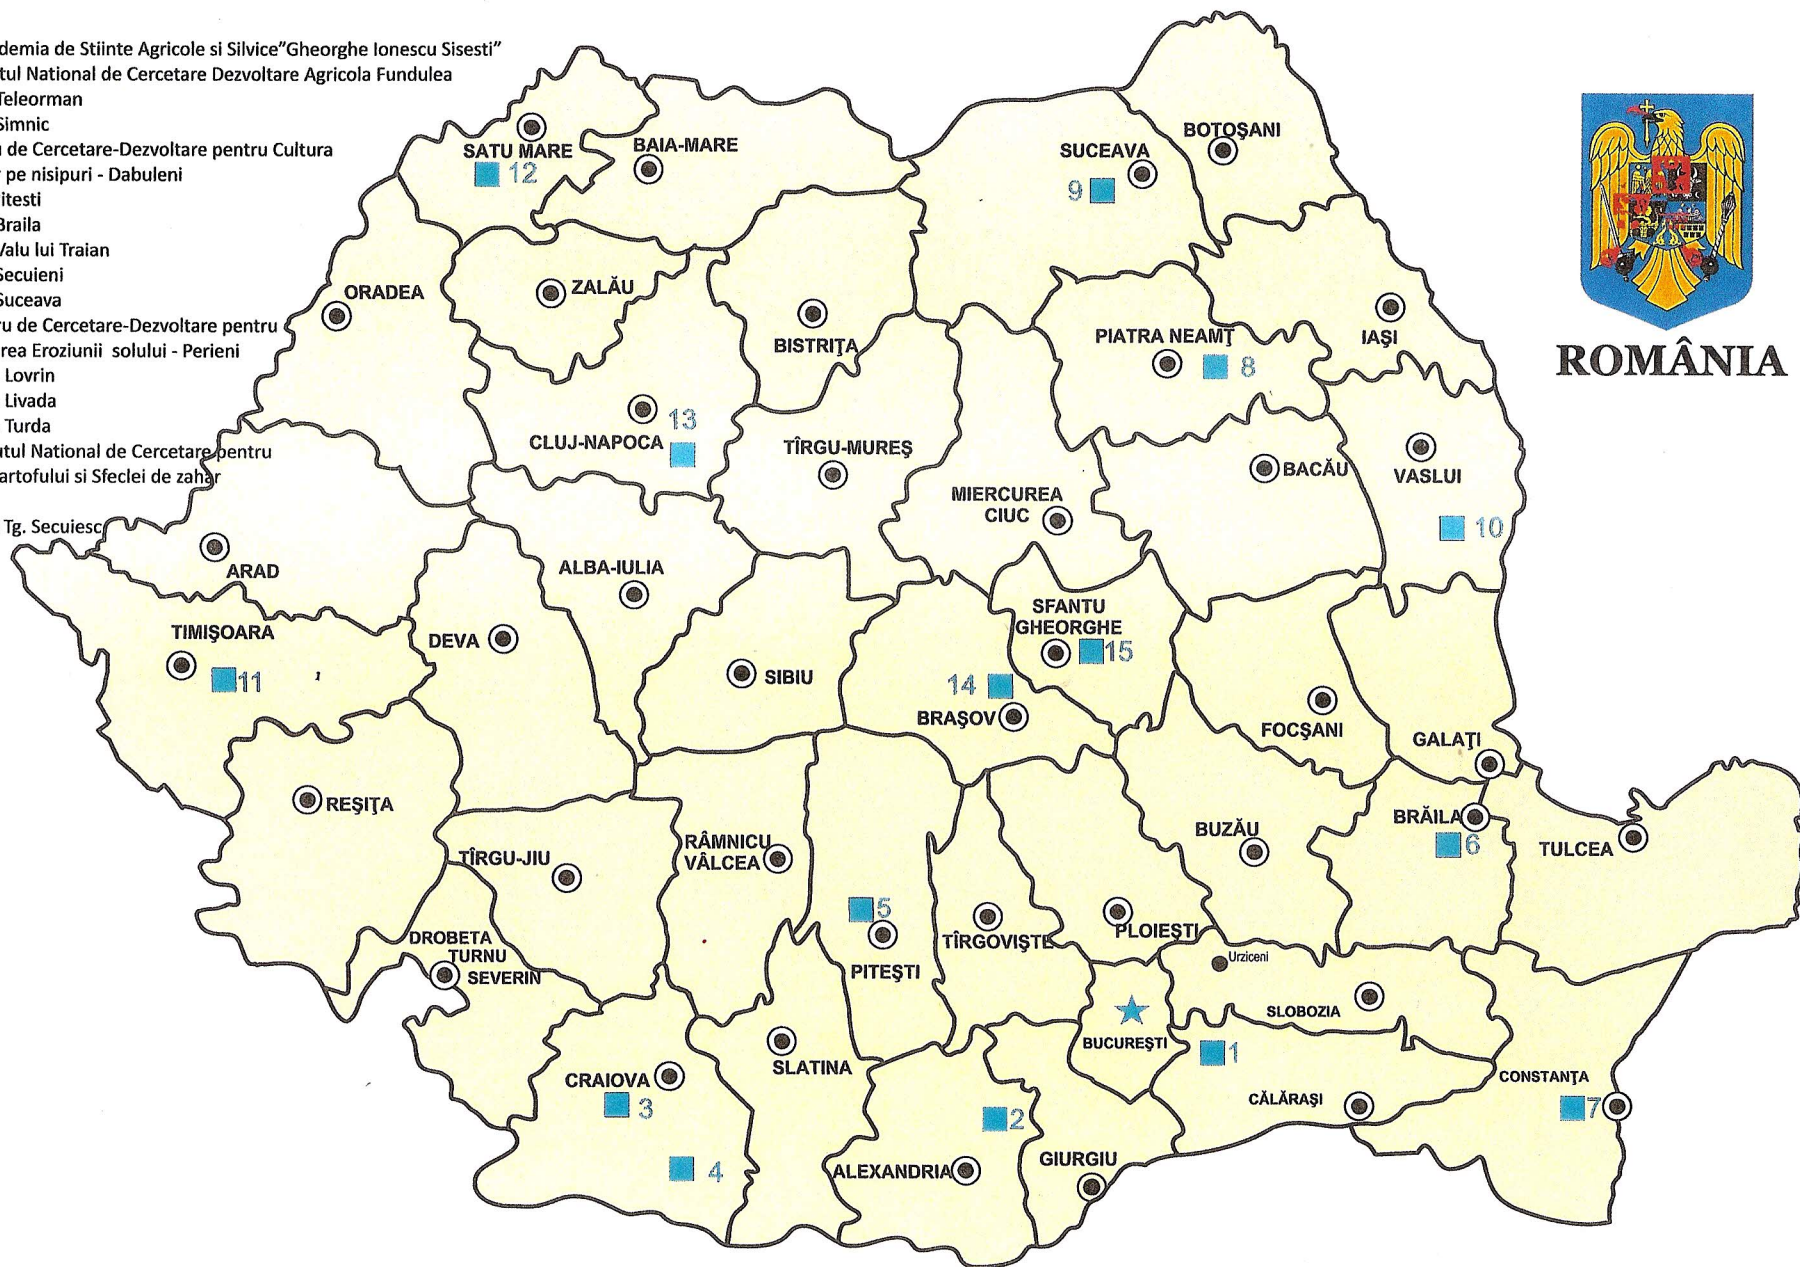 demia de Stiinte Agricole si Silvice"Gheorghe Ionescu Sisesti"
tul National de Cercetare Dezvoltare Agricola Fundulea
Teleorman
Simnic
de Cercetare-Dezvoltare pentru Cultura
pe nisipuri - Dabuleni
itesti
Braila
Valu lui Traian
Secuieni
Suceava
u de Cercetare-Dezvoltare pentru
rea Eroziunii solului - Perieni
Lovrin
Livada
Turda
tul National de Cercetare pentru
artofului si Sfeclei de zahar
Tg. Secuiesc
ROMÂNIA
BOTOŞANI
SATU MARE
12
BAIA-MARE
SUCEAVA
9
ORADEA
ZALĂU
BISTRIŢA
PIATRA NEAMŢ
8
IAŞI
13
CLUJ-NAPOCA
TÎRGU-MUREŞ
MIERCUREA
CIUC
BACĂU
VASLUI
10
ARAD
ALBA-IULIA
TIMIŞOARA
11
DEVA
SIBIU
SFANTU
GHEORGHE
15
14
BRAŞOV
FOCŞANI
GALAŢI
REŞIŢA
TÎRGU-JIU
RÂMNICU
VÂLCEA
BUZĂU
BRĂILA
6
TULCEA
DROBETA
TURNU
SEVERIN
5
PITEŞTI
TÎRGOVIŞTE
PLOIEŞTI
Urziceni
SLOBOZIA
BUCUREŞTI
1
SLATINA
CRAIOVA
3
4
2
ALEXANDRIA
GIURGIU
CĂLĂRAŞI
CONSTANŢA
7